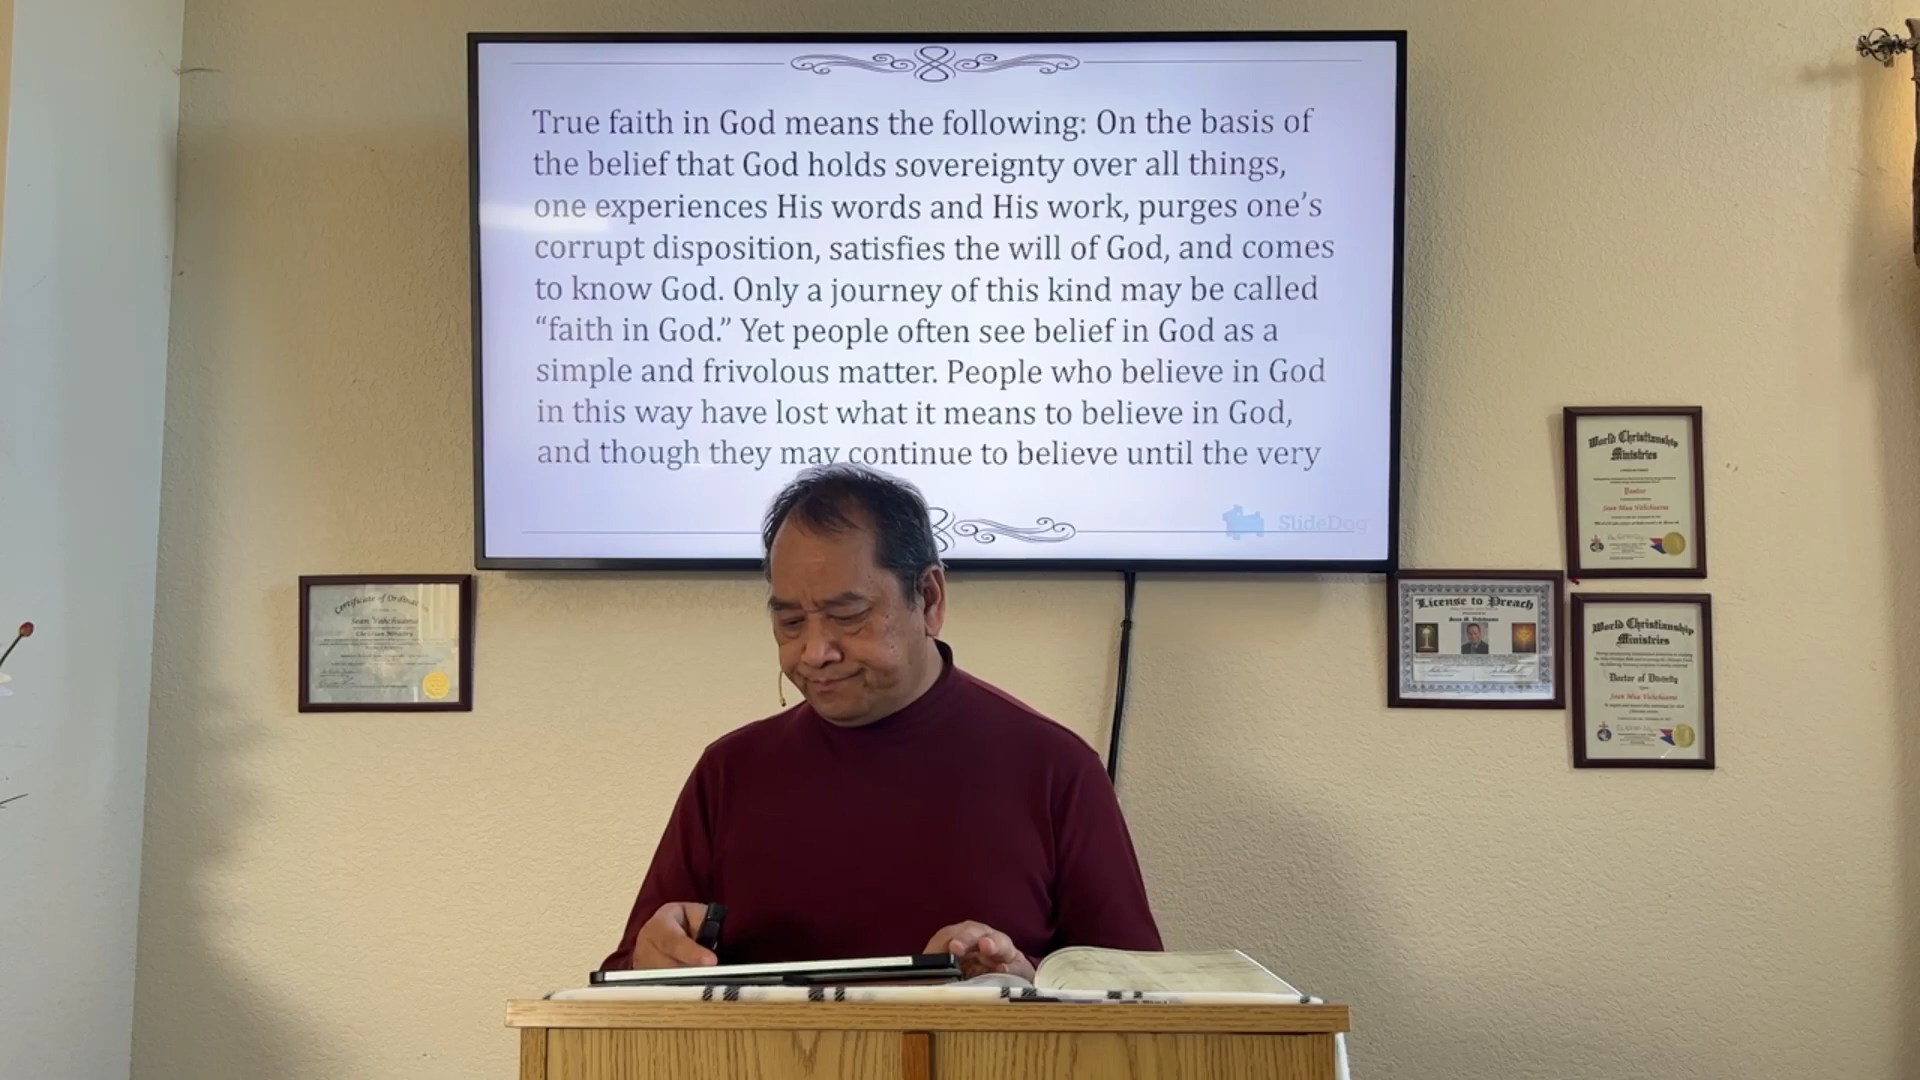 True faith in God means the following: On the basis of
the belief that God holds sovereignty over all things,
one experiences His words and His work, purges one's
corrupt disposition, satisfies the will of God, and comes
to know God. Only a journey of this kind may be called
“faith in God.” Yet people often see belief in God as a
simple and frivolous matter. People who believe in God
in this way have lost what it means to believe in God,
and though they may continue to believe until the very
SlideDog
World Christianship
Ministries
Pastor
Certificate of
Christian Ministry
License to Preach
World Christianship
Ministries
Doctor of Divinity